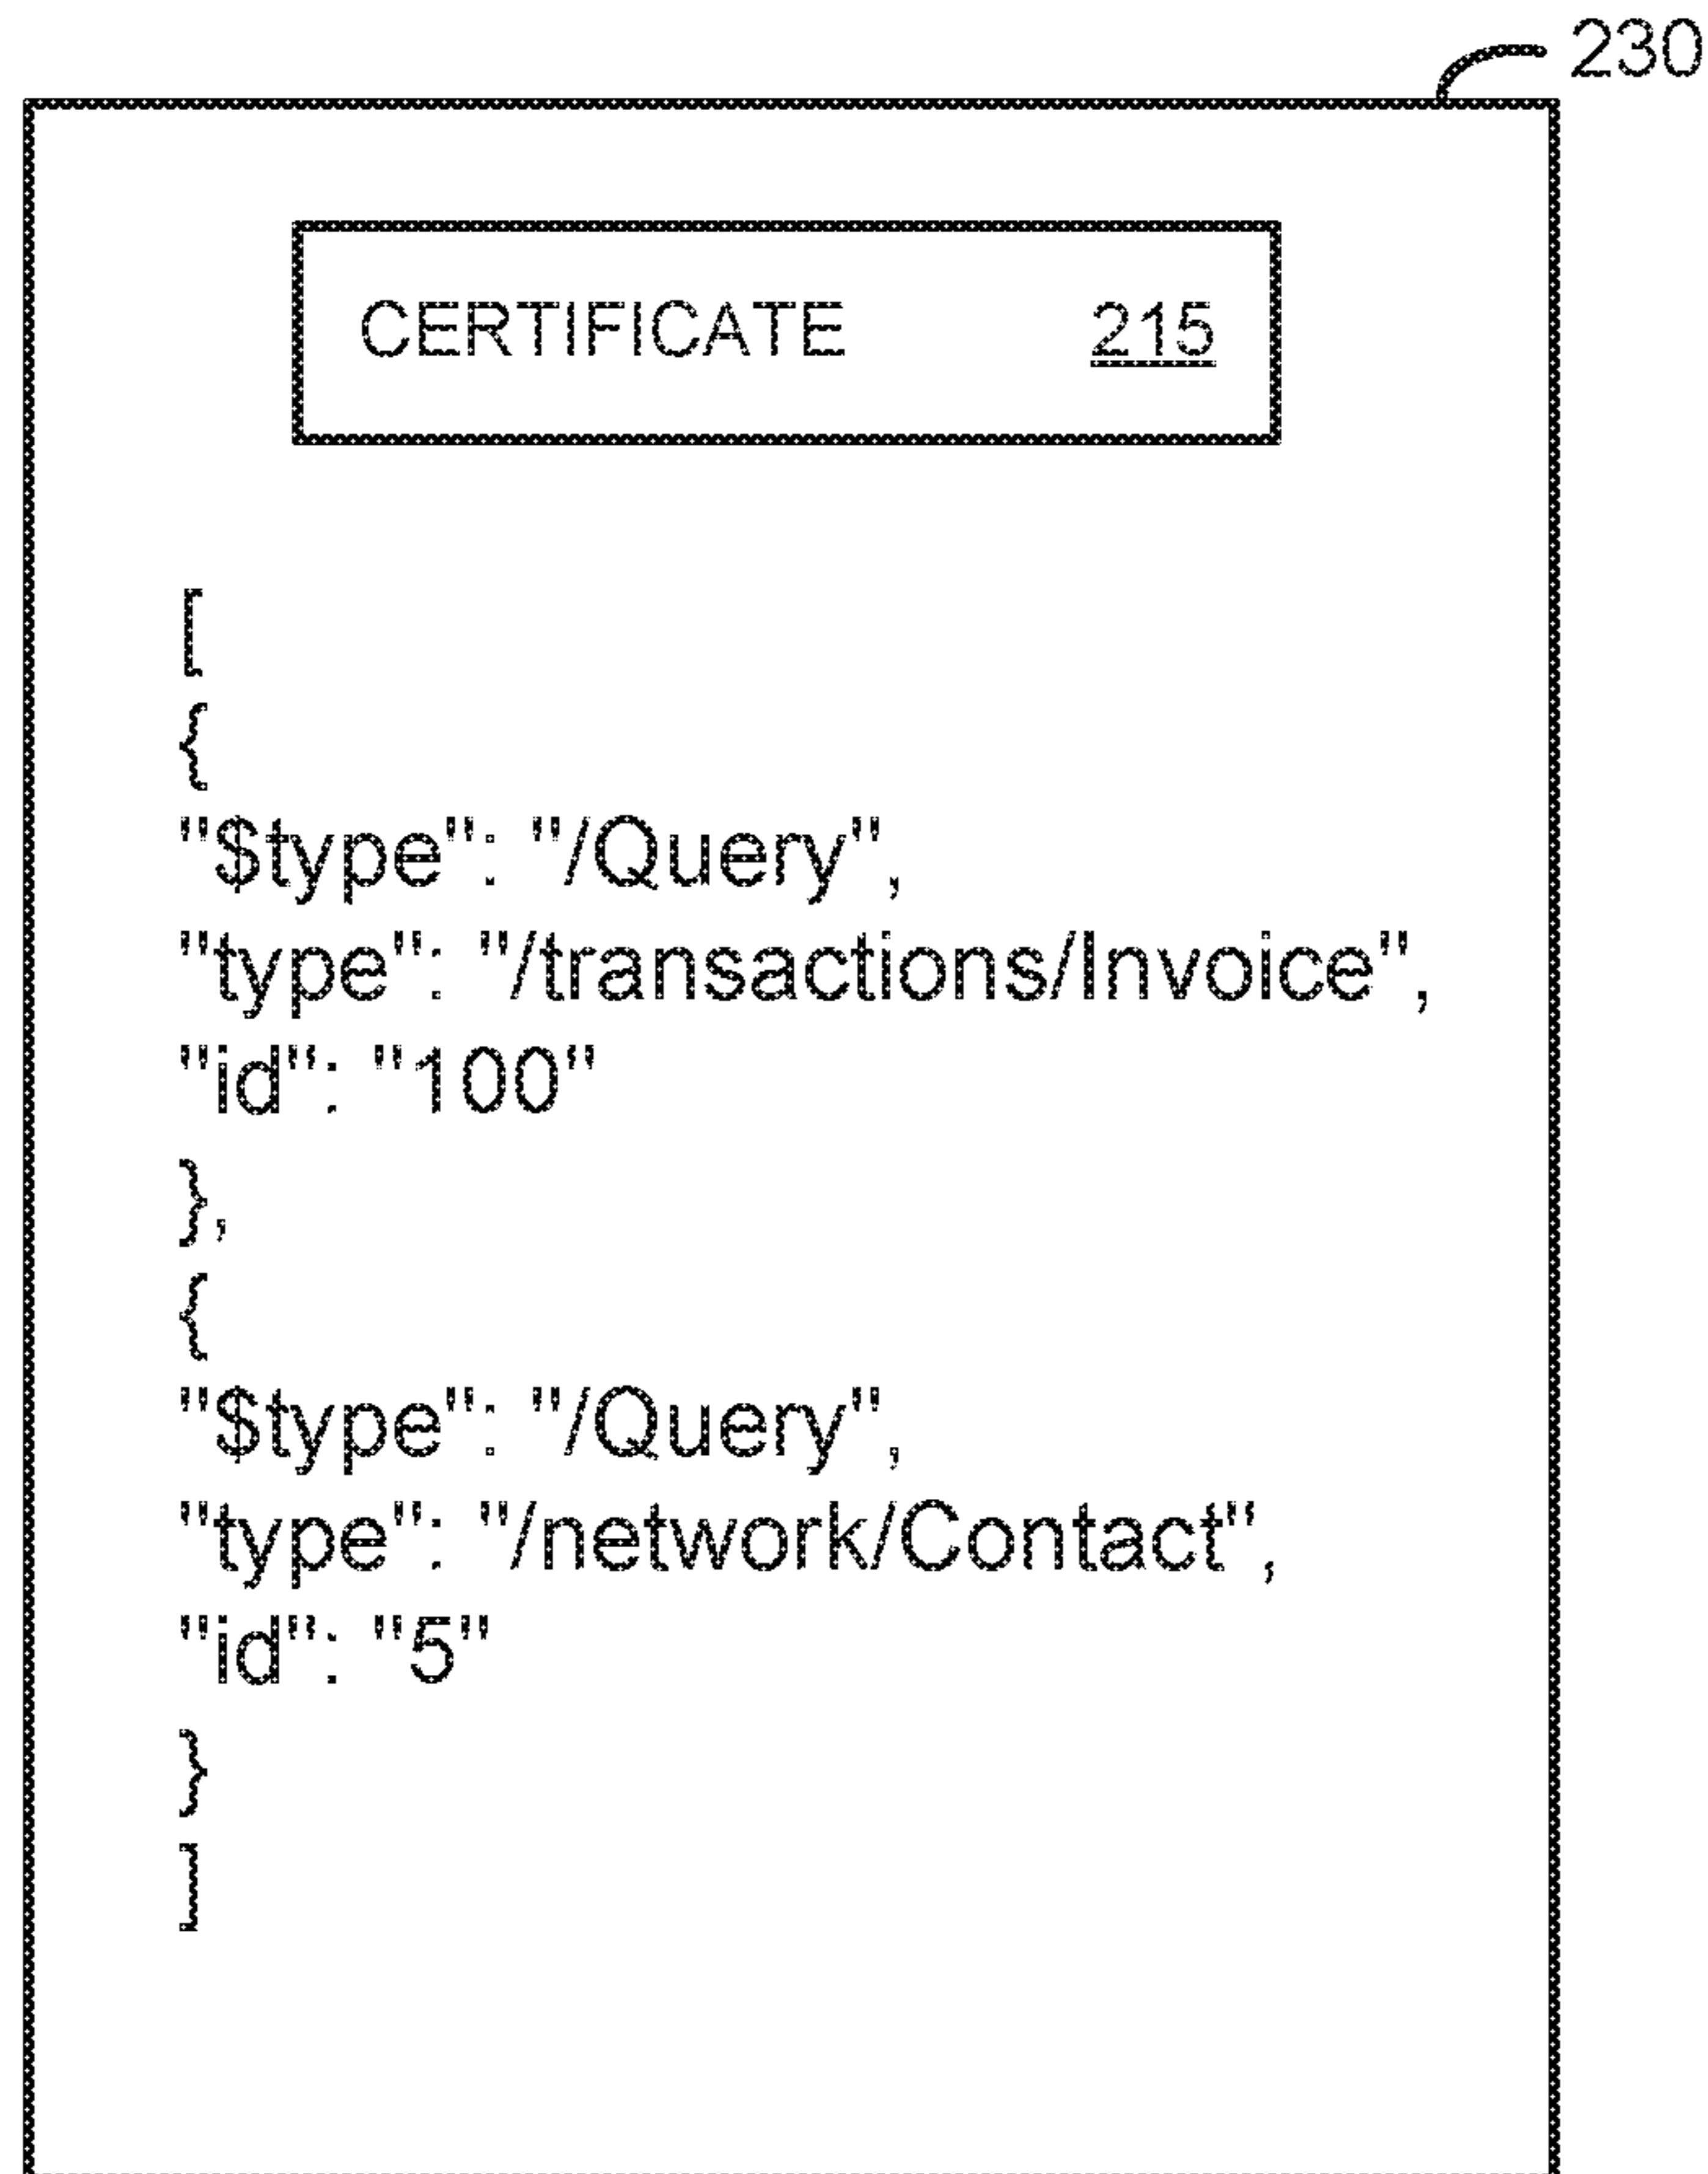 230
CERTIFICATE 215
[
{
"$type": "/Query",
"type": "/transactions/Invoice",
"id": "100"
},
{
"$type": "/Query",
"type": "/network/Contact",
"id": "5"
}
]